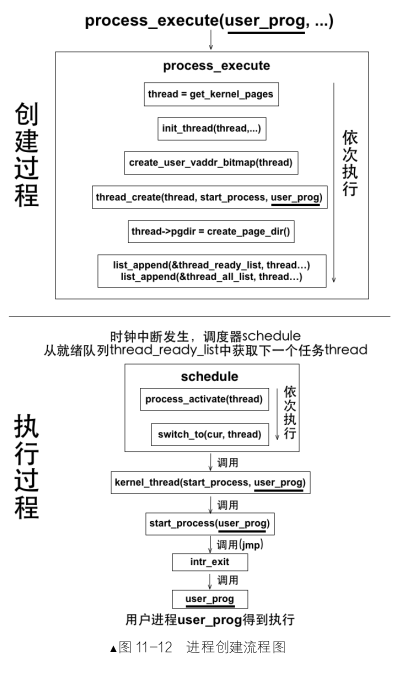 process_execute(user_prog, ...)
创建过程
process_execute
thread = get_kernel_pages
init_thread(thread,...)
create_user_vaddr_bitmap(thread)
thread_create(thread, start_process, user_prog)
thread->pgdir = create_page_dir()
list_append(&thread_ready_list, thread…)
list_append(&thread_all_list, thread…)
依次执行
时钟中断发生，调度器schedule
从就绪队列thread_ready_list中获取下一个任务thread
执行过程
schedule
process_activate(thread)
switch_to(cur, thread)
依次执行
调用
kernel_thread(start_process, user_prog)
调用
start_process(user_prog)
调用(jmp)
intr_exit
调用
user_prog
用户进程user_prog得到执行
▲图 11-12 进程创建流程图